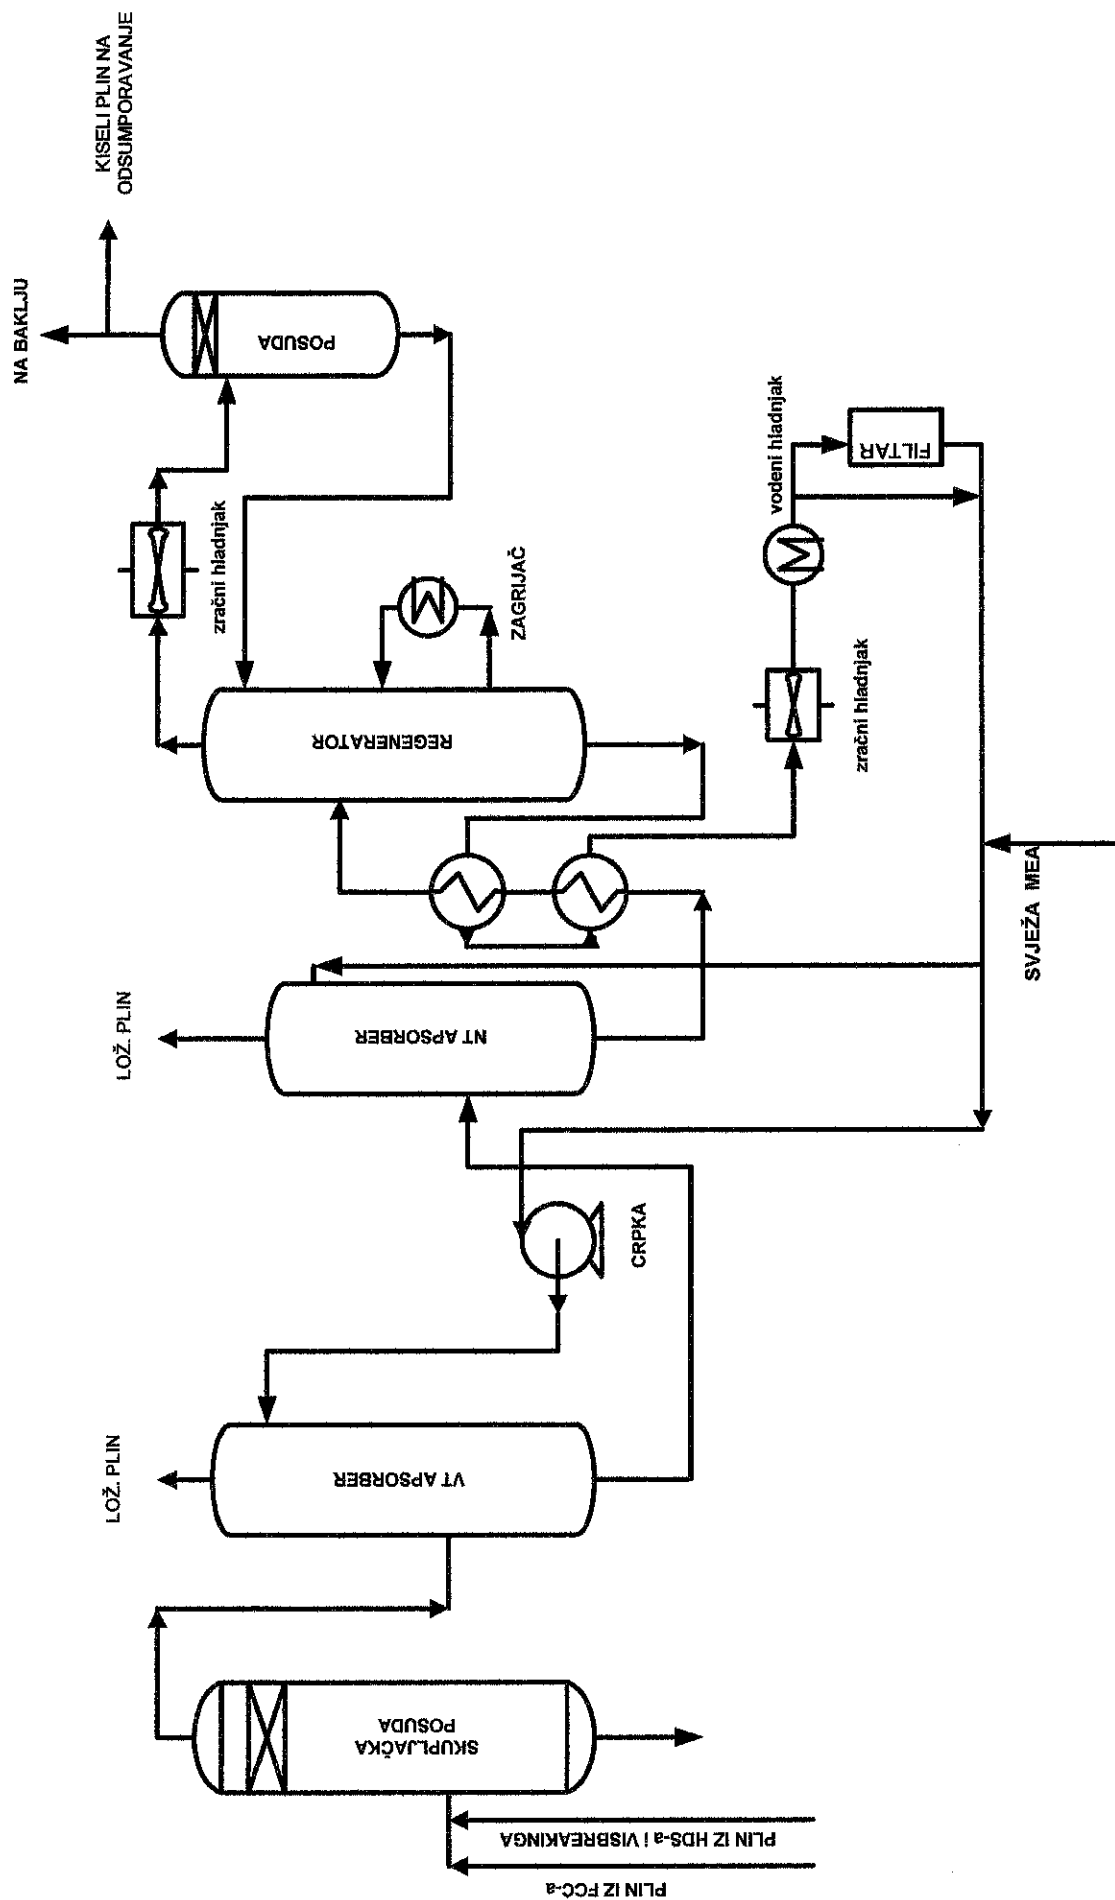 NA BAKLJU
KISELI PLIN NA
ODSUMPORAVANJE
POSUDA
zračni hladnjak
ZAGRIJAČ
REGENERATOR
vodeni hladnjak
FILTAR
zračni hladnjak
SVJEŽA MEA
LOŽ. PLIN
NT APSORBER
CRPKA
LOŽ. PLIN
VT APSORBER
SKUPLJAČKA
POSUDA
PLIN IZ HDS-a i VISBREAKINGA
PLIN IZ FCC-a